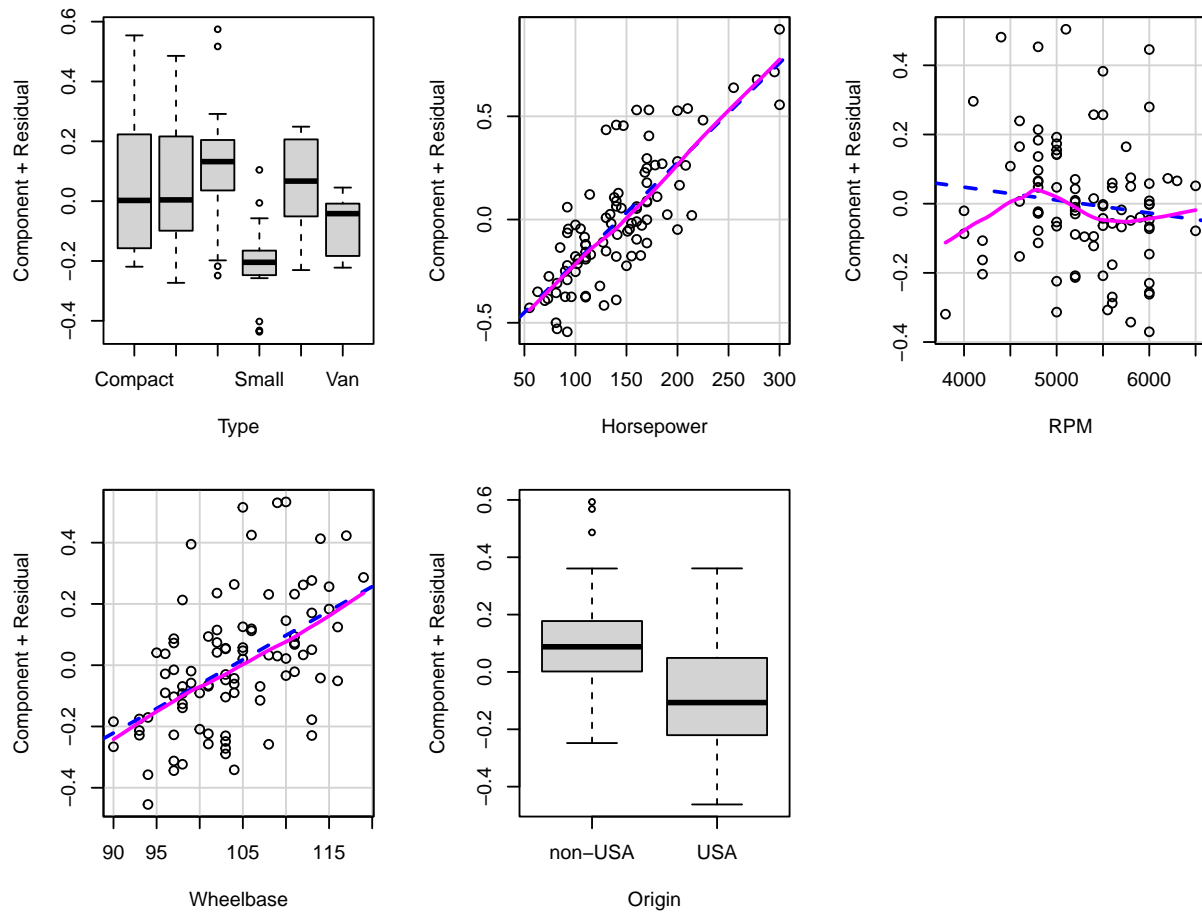 Component + Residual
0.6
0.4
0.2
0.0
−0.2
−0.4
Compact Small Van
Type
Component + Residual
0.5
0.0
−0.5
50 100 150 200 250 300
Horsepower
Component + Residual
0.4
0.2
0.0
−0.2
−0.4
4000 5000 6000
RPM
Component + Residual
0.4
0.2
0.0
−0.2
−0.4
90 95 105 115
Wheelbase
Component + Residual
0.6
0.4
0.2
0.0
−0.2
−0.4
non−USA USA
Origin